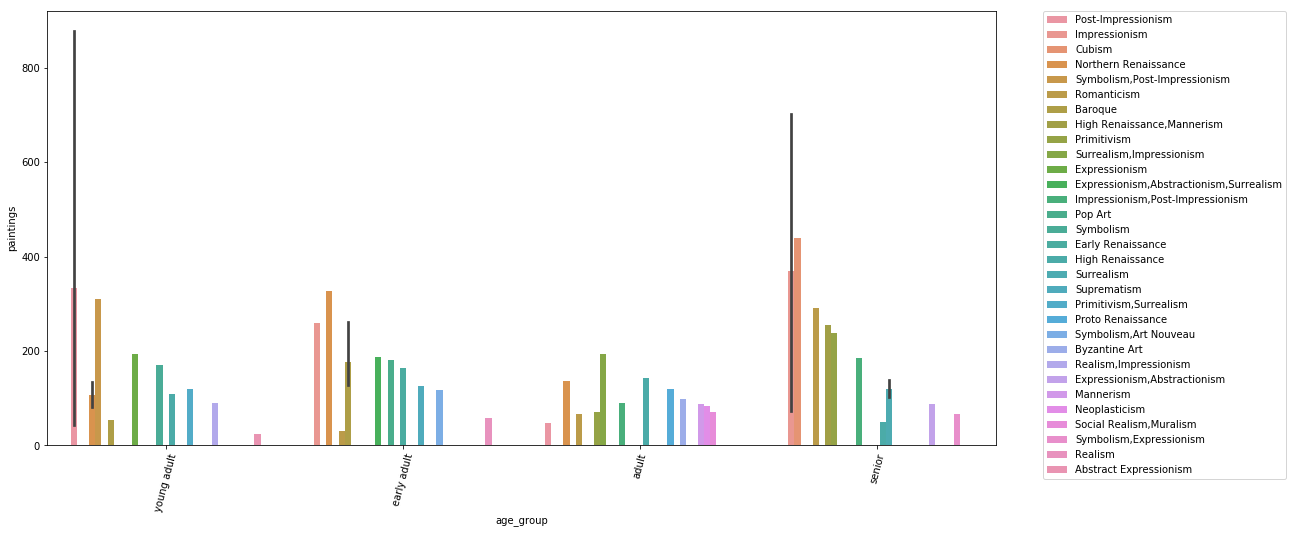 800
600
400
200
0
paintings
young adult
early adult
adult
senior
age_group
Post-Impressionism
Impressionism
Cubism
Northern Renaissance
Symbolism,Post-Impressionism
Romanticism
Baroque
High Renaissance,Mannerism
Primitivism
Surrealism,Impressionism
Expressionism
Expressionism,Abstractionism,Surrealism
Impressionism,Post-Impressionism
Pop Art
Symbolism
Early Renaissance
High Renaissance
Surrealism
Suprematism
Primitivism,Surrealism
Proto Renaissance
Symbolism,Art Nouveau
Byzantine Art
Realism,Impressionism
Expressionism,Abstractionism
Mannerism
Neoplasticism
Social Realism,Muralism
Symbolism,Expressionism
Realism
Abstract Expressionism